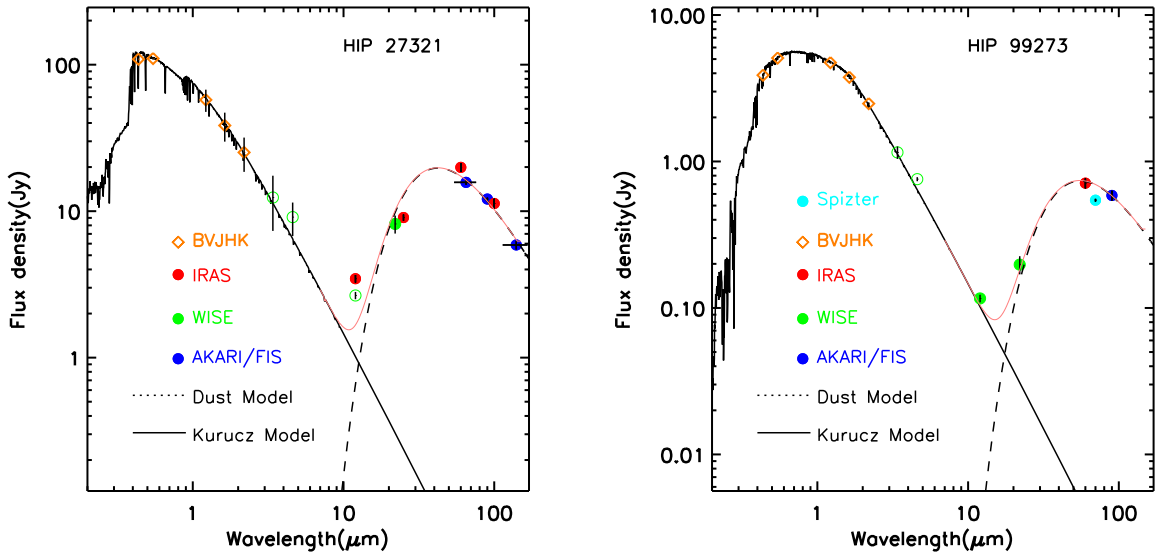 HIP 27321
100
10
1
Flux density(Jy)
BVJHK
IRAS
WISE
AKARI/FIS
Dust Model
Kurucz Model
1
10
100
Wavelength(μm)
HIP 99273
10.00
1.00
0.10
0.01
Flux density(Jy)
Spizter
BVJHK
IRAS
WISE
AKARI/FIS
Dust Model
Kurucz Model
1
10
100
Wavelength(μm)